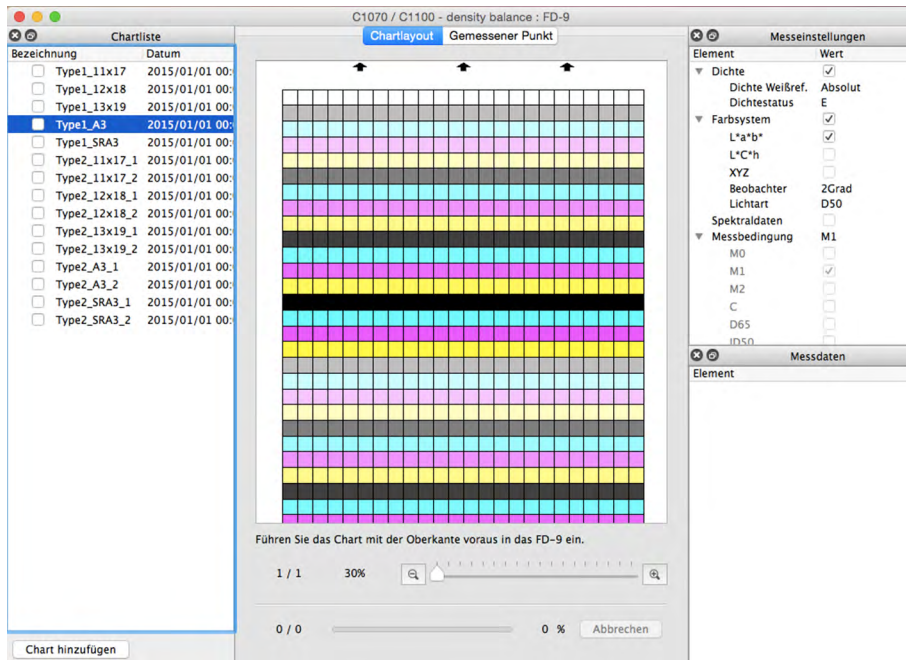 C1070 / C1100 - density balance : FD-9
Chartliste
Bezeichnung Datum
Type1_11x17 2015/01/01 00:
Type1_12x18 2015/01/01 00:
Type1_13x19 2015/01/01 00:
Type1_A3 2015/01/01 00:
Type1_SRA3 2015/01/01 00:
Type2_11x17_1 2015/01/01 00:
Type2_11x17_2 2015/01/01 00:
Type2_12x18_1 2015/01/01 00:
Type2_12x18_2 2015/01/01 00:
Type2_13x19_1 2015/01/01 00:
Type2_13x19_2 2015/01/01 00:
Type2_A3_1 2015/01/01 00:
Type2_A3_2 2015/01/01 00:
Type2_SRA3_1 2015/01/01 00:
Type2_SRA3_2 2015/01/01 00:
Chart hinzufügen
Chartlayout Gemessener Punkt
Führen Sie das Chart mit der Oberkante voraus in das FD-9 ein.
1 / 1 30%
0 / 0 0 % Abbrechen
Messeinstellungen
Element Wert
Dichte
Dichte Weißref. Absolut
Dichtestatus E
Farbsystem
L*a*b*
L*C*h
XYZ
Beobachter 2Grad
Lichtart D50
Spektraldaten
Messbedingung M1
M0
M1
M2
C
D65
ID50
Messdaten
Element